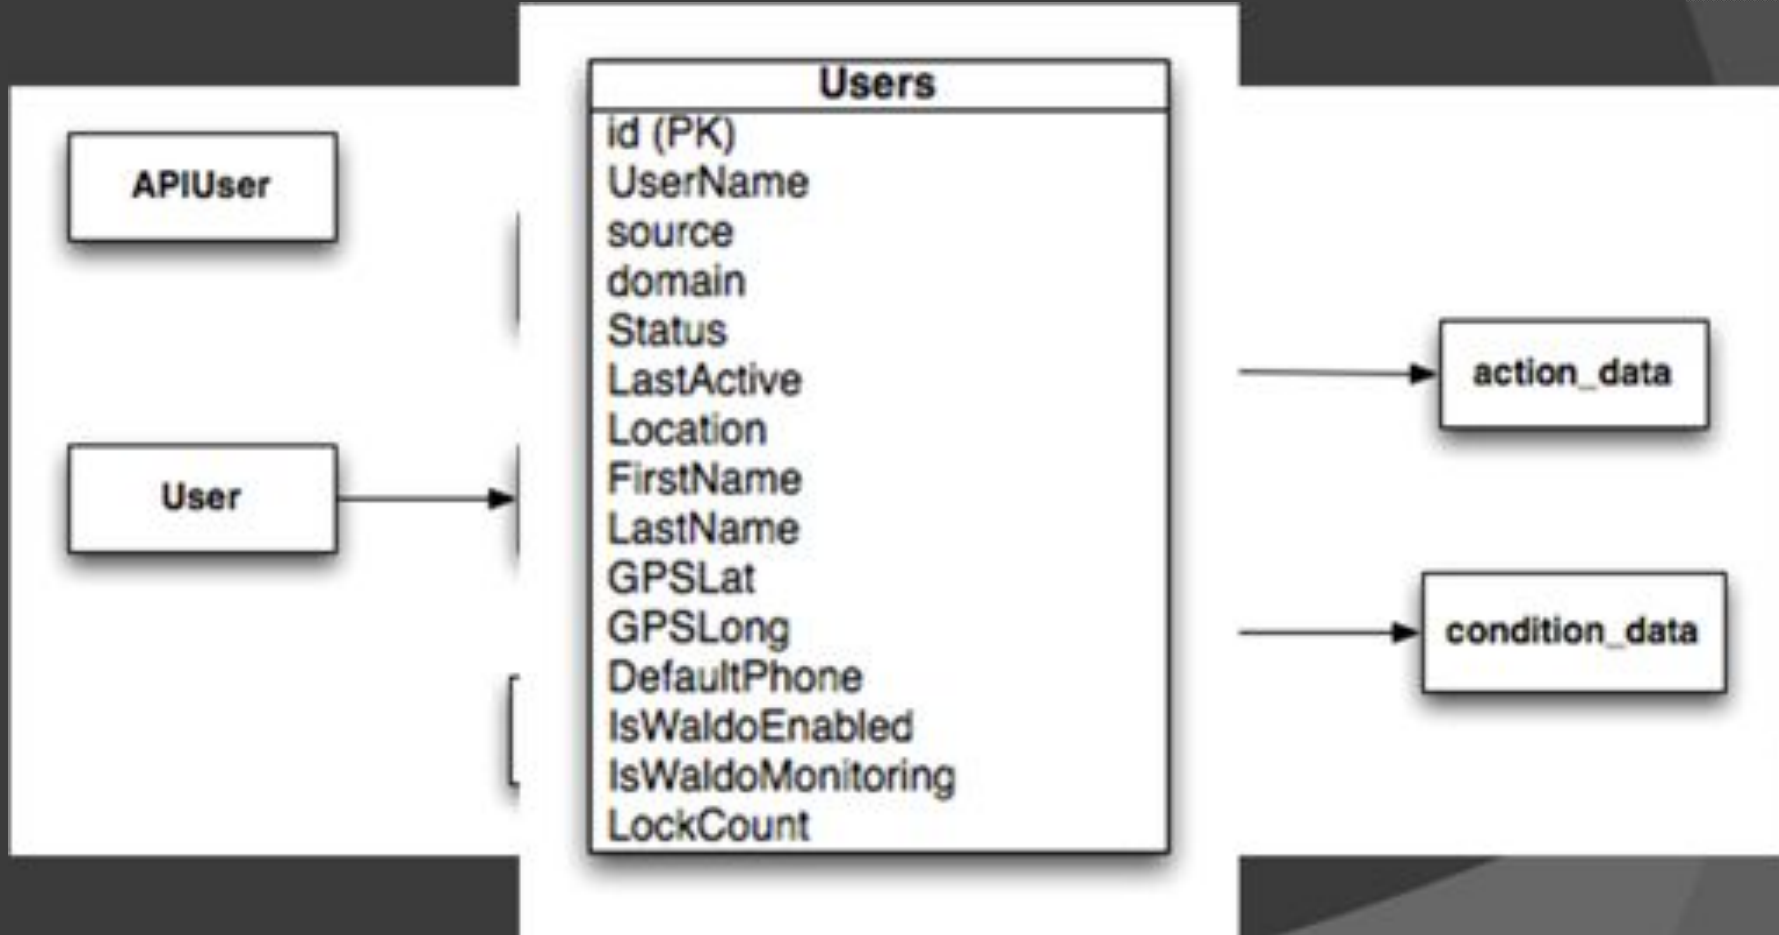 APIUser
User
Users
id (PK)
UserName
source
domain
Status
LastActive
Location
FirstName
LastName
GPSLat
GPSLong
DefaultPhone
IsWaldoEnabled
IsWaldoMonitoring
LockCount
action_data
condition_data